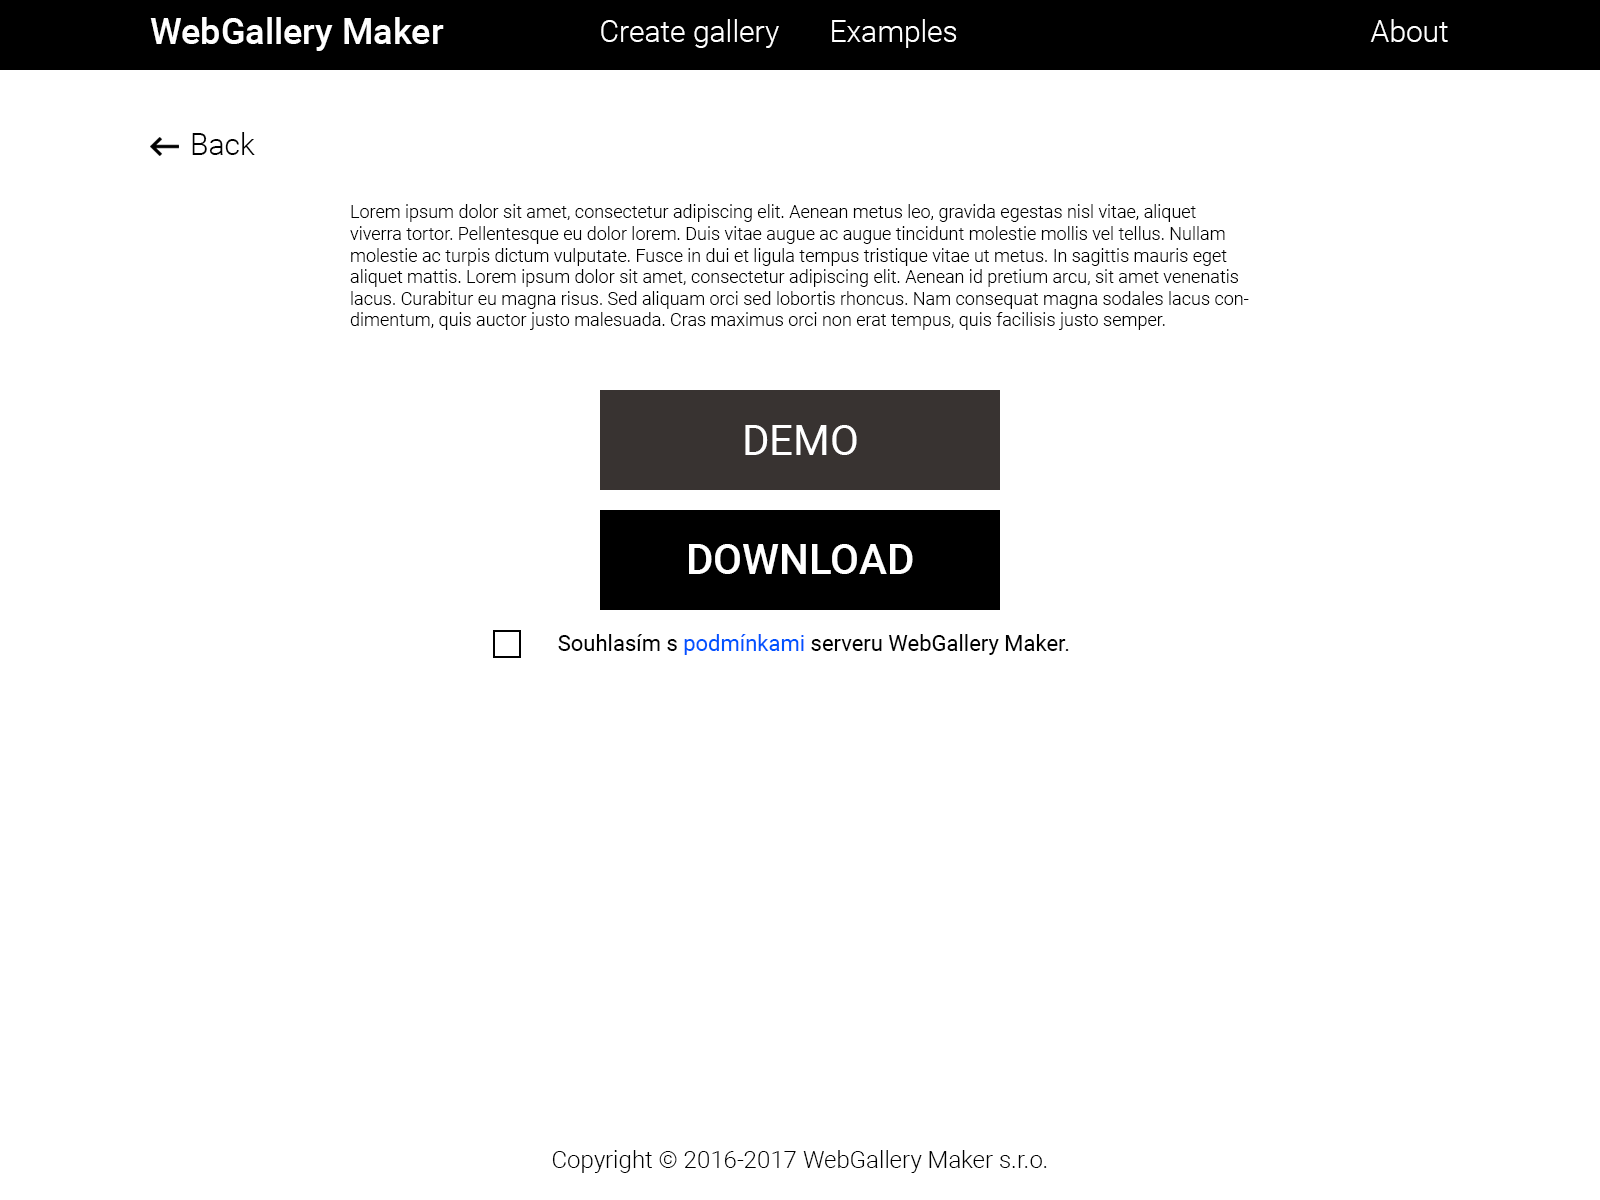 WebGallery Maker Create gallery Examples About
Back
Lorem ipsum dolor sit amet, consectetur adipiscing elit. Aenean metus leo, gravida egestas nisl vitae, aliquet
viverra tortor. Pellentesque eu dolor lorem. Duis vitae augue ac augue tincidunt molestie mollis vel tellus. Nullam
molestie ac turpis dictum vulputate. Fusce in dui et ligula tempus tristique vitae ut metus. In sagittis mauris eget
aliquet mattis. Lorem ipsum dolor sit amet, consectetur adipiscing elit. Aenean id pretium arcu, sit amet venenatis
lacus. Curabitur eu magna risus. Sed aliquam orci sed lobortis rhoncus. Nam consequat magna sodales lacus con-
dimentum, quis auctor justo malesuada. Cras maximus orci non erat tempus, quis facilisis justo semper.
DEMO
DOWNLOAD
Souhlasím s podmínkami serveru WebGallery Maker.
Copyright © 2016-2017 WebGallery Maker s.r.o.